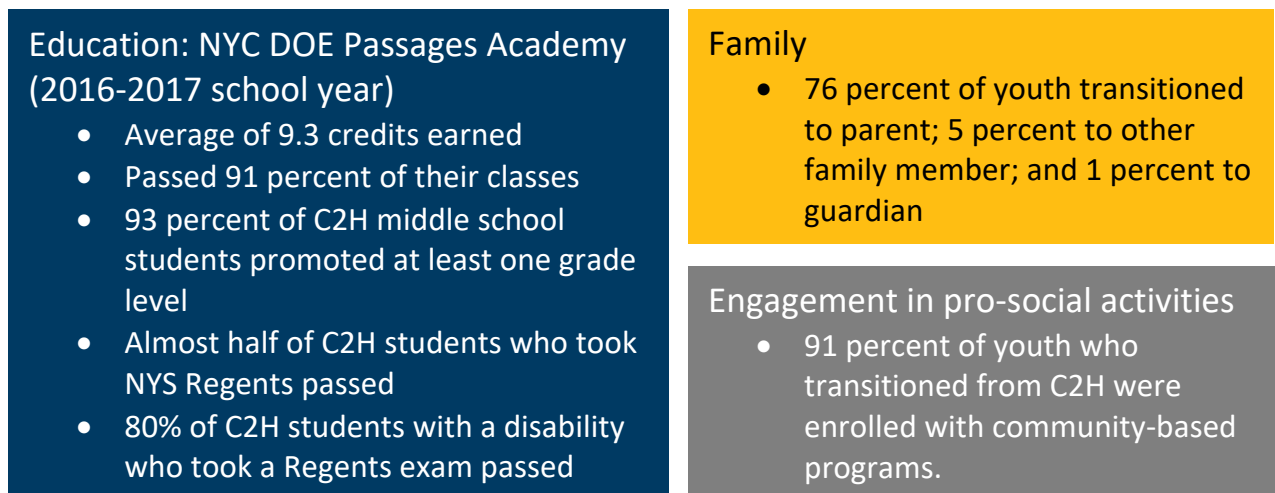 Education: NYC DOE Passages Academy
(2016-2017 school year)
• Average of 9.3 credits earned
• Passed 91 percent of their classes
• 93 percent of C2H middle school
students promoted at least one grade
level
• Almost half of C2H students who took
NYS Regents passed
• 80% of C2H students with a disability
who took a Regents exam passed
Family
• 76 percent of youth transitioned
to parent; 5 percent to other
family member; and 1 percent to
guardian
Engagement in pro-social activities
• 91 percent of youth who
transitioned from C2H were
enrolled with community-based
programs.